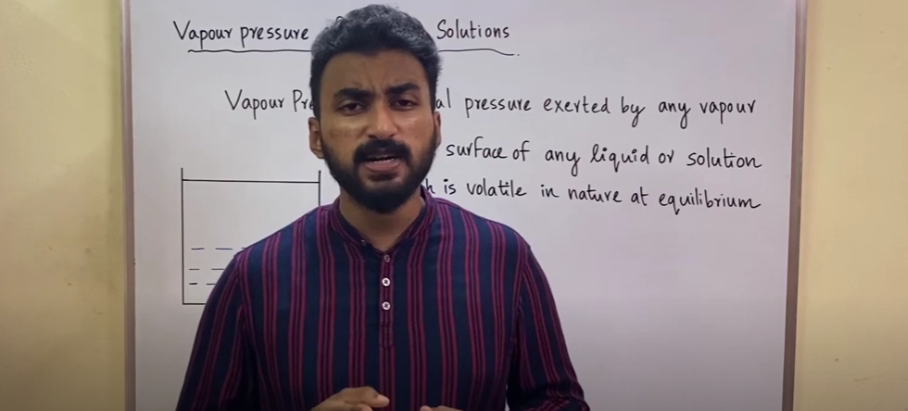 Vapour pressure Solutions
Vapour al pressure exerted by any vapour
surface of any liquid or solution
h is volatile in nature at equilibrium